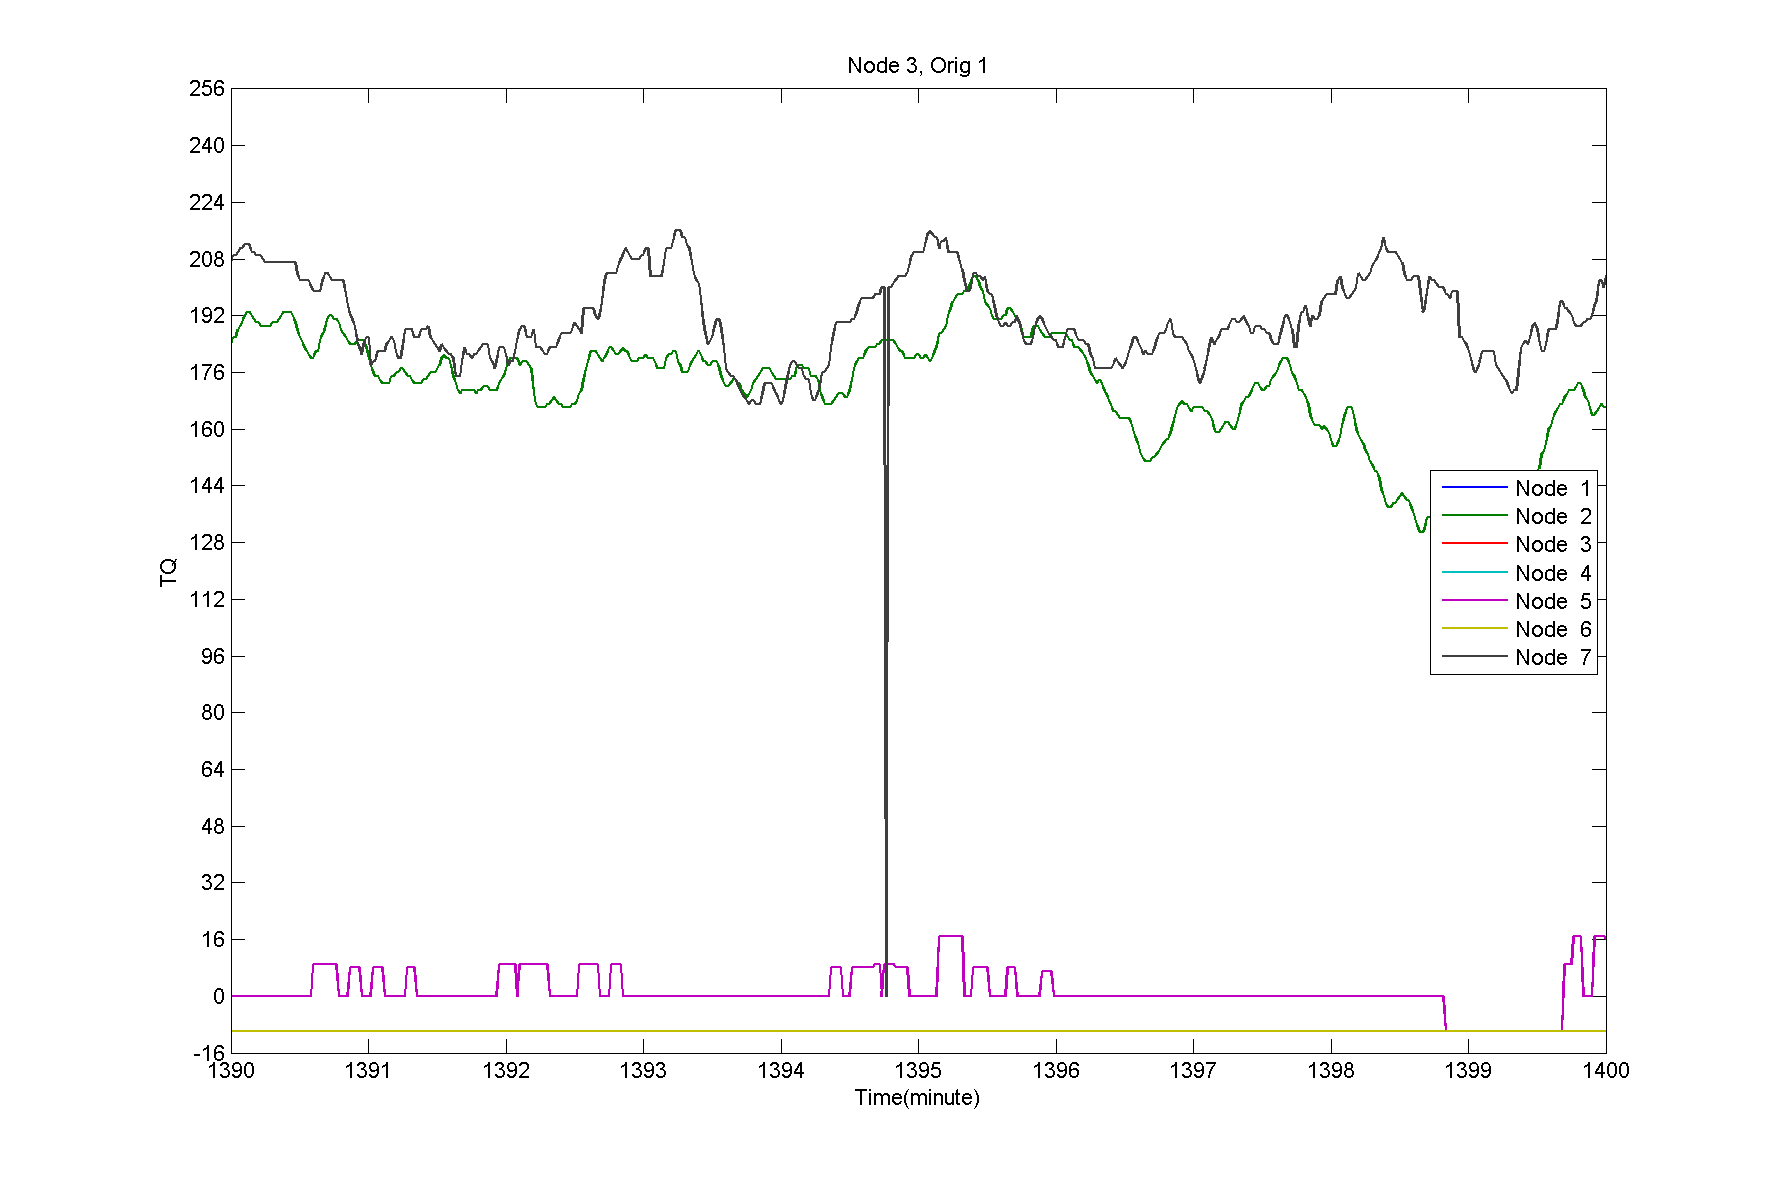 Node 3, Orig 1
256
240
224
208
192
176
160
144
128
112
96
80
64
48
32
16
0
-16
TQ
Node 1
Node 2
Node 3
Node 4
Node 5
Node 6
Node 7
1390 1391 1392 1393 1394 1395 1396 1397 1398 1399 1400
Time(minute)